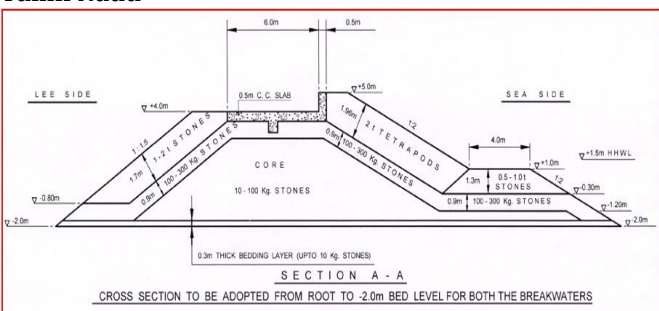 6.0m
0.5m
LEE SIDE
0.5m C.C. SLAB
+5.0m
SEA SIDE
+4.0m
1:1.5
1-2 t STONES
1.7m
100-300 Kg. STONES
0.9m
1.96m
1:2
2 t TETRAPODS
4.0m
+1.5m HHWL
+1.0m
0.9m
100-300 Kg. STONES
CORE
10-100 Kg. STONES
1.3m
0.5-1.0t
STONES
1:2
-0.30m
-0.80m
0.9m
100-300 Kg. STONES
-1.20m
-2.0m
-2.0m
0.3m THICK BEDDING LAYER (UPTO 10 Kg. STONES)
SECTION A-A
CROSS SECTION TO BE ADOPTED FROM ROOT TO -2.0m BED LEVEL FOR BOTH THE BREAKWATERS